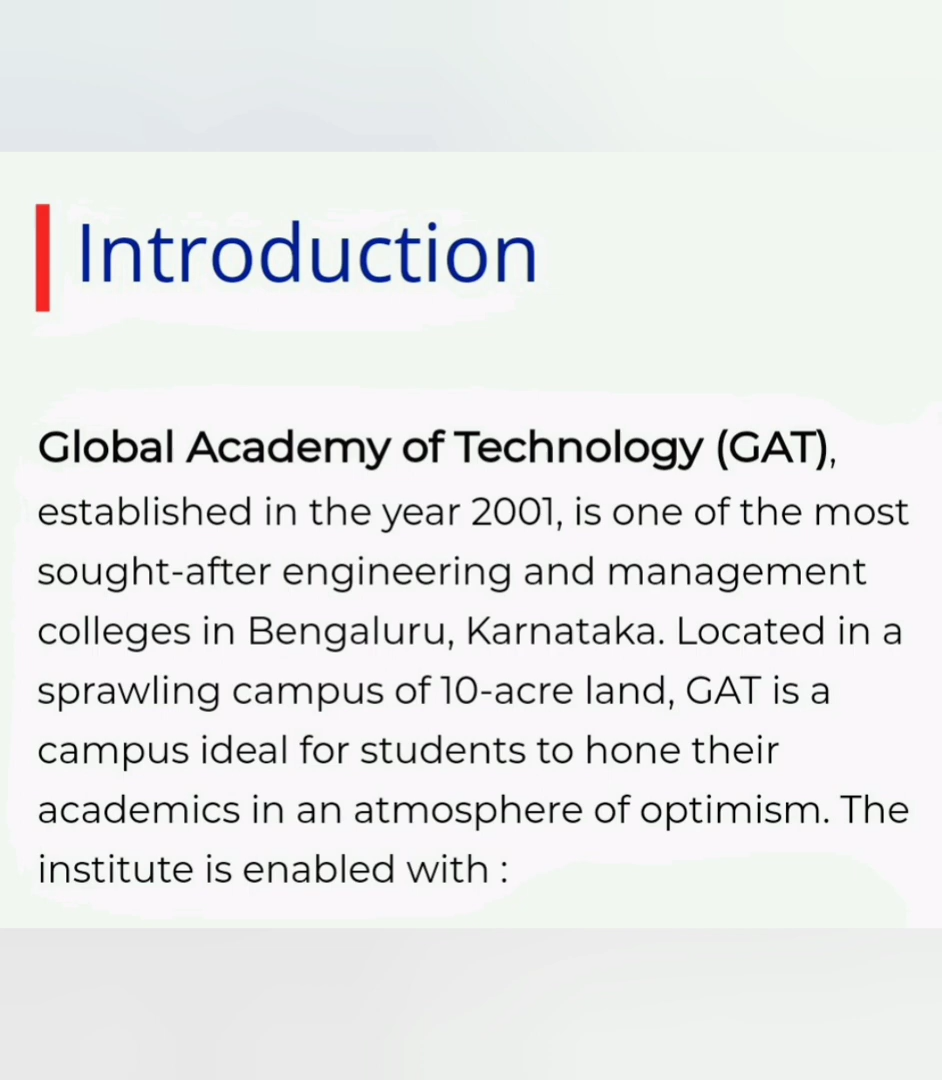 Introduction
Global Academy of Technology (GAT),
established in the year 2001, is one of the most
sought-after engineering and management
colleges in Bengaluru, Karnataka. Located in a
sprawling campus of 10-acre land, GAT is a
campus ideal for students to hone their
academics in an atmosphere of optimism. The
institute is enabled with :